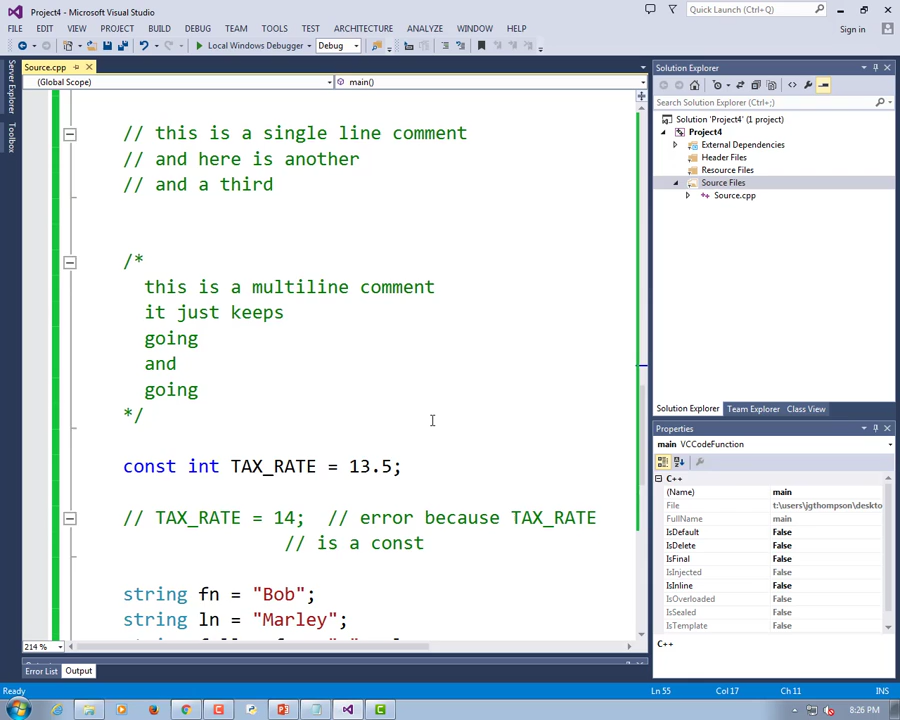 Project4 - Microsoft Visual Studio
Quick Launch (Ctrl+;)
FILE EDIT VIEW PROJECT BUILD DEBUG TEAM TOOLS TEST ARCHITECTURE ANALYZE WINDOW HELP
Sign in
Local Windows Debugger Debug
Server Explorer
Toolbox
Source.cpp
(Global Scope) main()
// this is a single line comment
// and here is another
// and a third
/*
this is a multiline comment
it just keeps
going
and
going
*/
const int TAX_RATE = 13.5;
// TAX_RATE = 14; // error because TAX_RATE
// is a const
string fn = "Bob";
string ln = "Marley";
214 %
Error List Output
Solution Explorer
Search Solution Explorer (Ctrl+;)
Solution 'Project4' (1 project)
Project4
External Dependencies
Header Files
Resource Files
Source Files
Source.cpp
Solution Explorer Team Explorer Class View
Properties
main VCCodeFunction
C++
(Name) main
File t:\users\jgthompson\deskto
FullName main
IsDefault False
IsDelete False
IsFinal False
IsInjected False
IsInline False
IsOverloaded False
IsSealed False
IsTemplate False
C++
Ready Ln 55 Col 17 Ch 11 INS
8:26 PM